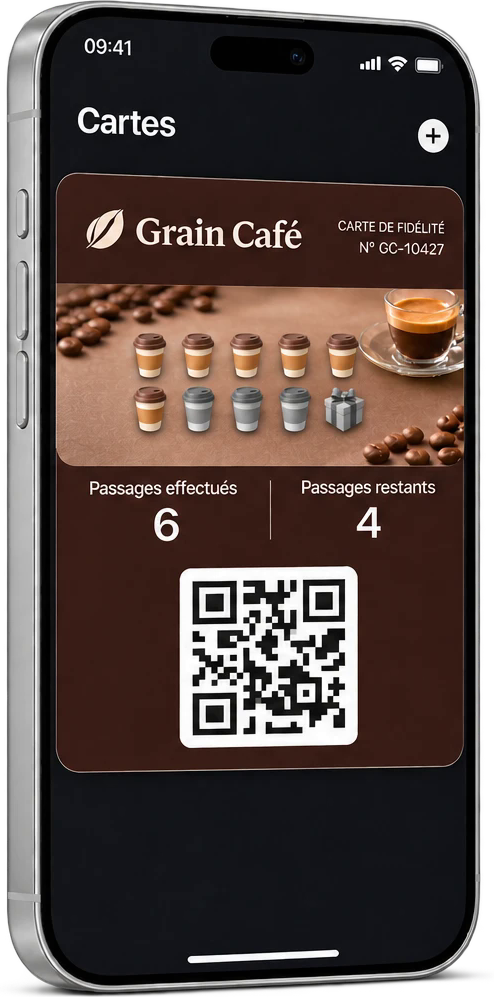 09:41
Cartes
Grain Café
CARTE DE FIDÉLITÉ
N° GC-10427
Passages effectués
6
Passages restants
4